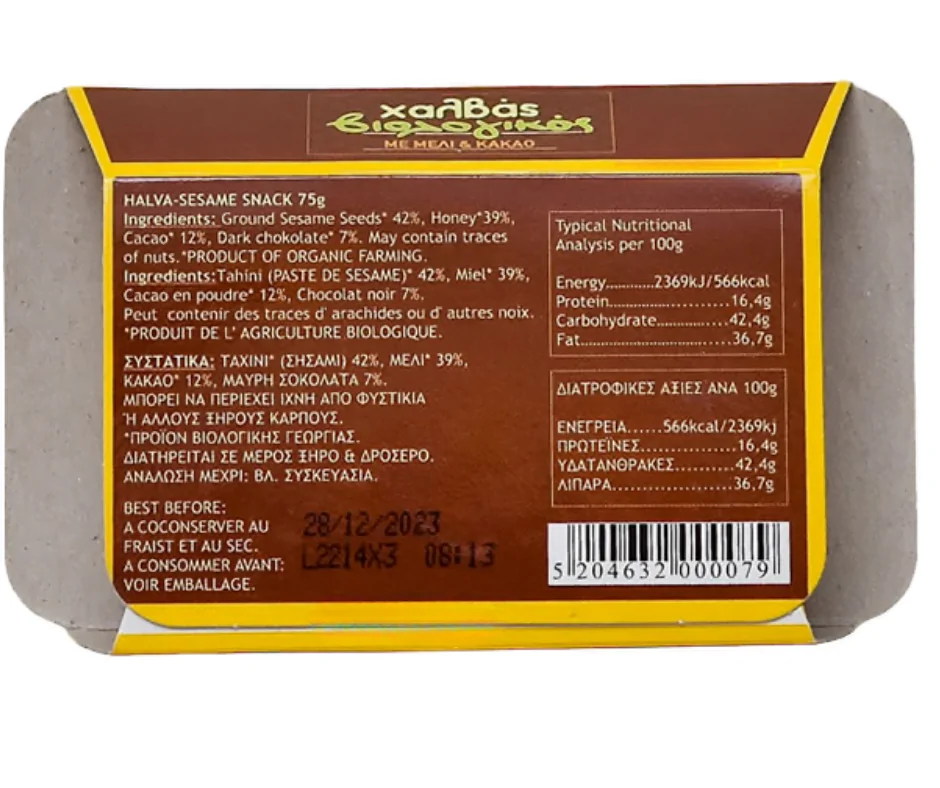 χαλβάς
βιολογικός
ΜΕ ΜΕΛΙ & ΚΑΚΑΟ
HALVA-SESAME SNACK 75g
Ingredients: Ground Sesame Seeds* 42%, Honey*39%,
Cacao* 12%, Dark chokolate* 7%. May contain traces
of nuts.*PRODUCT OF ORGANIC FARMING.
Ingredients:Tahini (PASTE DE SESAME)* 42%, Miel* 39%,
Cacao en poudre* 12%, Chocolat noir 7%.
Peut contenir des traces d' arachides ou d' autres noix.
*PRODUIT DE L' AGRICULTURE BIOLOGIQUE.
ΣΥΣΤΑΤΙΚΑ: ΤΑΧΙΝΙ* (ΣΗΣΑΜΙ) 42%, ΜΕΛΙ* 39%,
ΚΑΚΑΟ* 12%, ΜΑΥΡΗ ΣΟΚΟΛΑΤΑ 7%.
ΜΠΟΡΕΙ ΝΑ ΠΕΡΙΕΧΕΙ ΙΧΝΗ ΑΠΟ ΦΥΣΤΙΚΙΑ
Ή ΑΛΛΟΥΣ ΞΗΡΟΥΣ ΚΑΡΠΟΥΣ.
*ΠΡΟΪΟΝ ΒΙΟΛΟΓΙΚΗΣ ΓΕΩΡΓΙΑΣ.
ΔΙΑΤΗΡΕΙΤΑΙ ΣΕ ΜΕΡΟΣ ΞΗΡΟ & ΔΡΟΣΕΡΟ.
ΑΝΑΛΩΣΗ ΜΕΧΡΙ: ΒΛ. ΣΥΣΚΕΥΑΣΙΑ.
BEST BEFORE:
A COCONSERVER AU
FRAIST ET AU SEC.
A CONSOMMER AVANT:
VOIR EMBALLAGE.
28/12/2023
L2214X3 08:13
Typical Nutritional
Analysis per 100g
Energy............2369kJ/566kcal
Protein.........................16,4g
Carbohydrate................42,4g
Fat..............................36,7g
ΔΙΑΤΡΟΦΙΚΕΣ ΑΞΙΕΣ ΑΝΑ 100g
ΕΝΕΡΓΕΙΑ......566kcal/2369kj
ΠΡΩΤΕΪΝΕΣ....................16,4g
ΥΔΑΤΑΝΘΡΑΚΕΣ.............42,4g
ΛΙΠΑΡΑ.........................36,7g
5 204632 000079